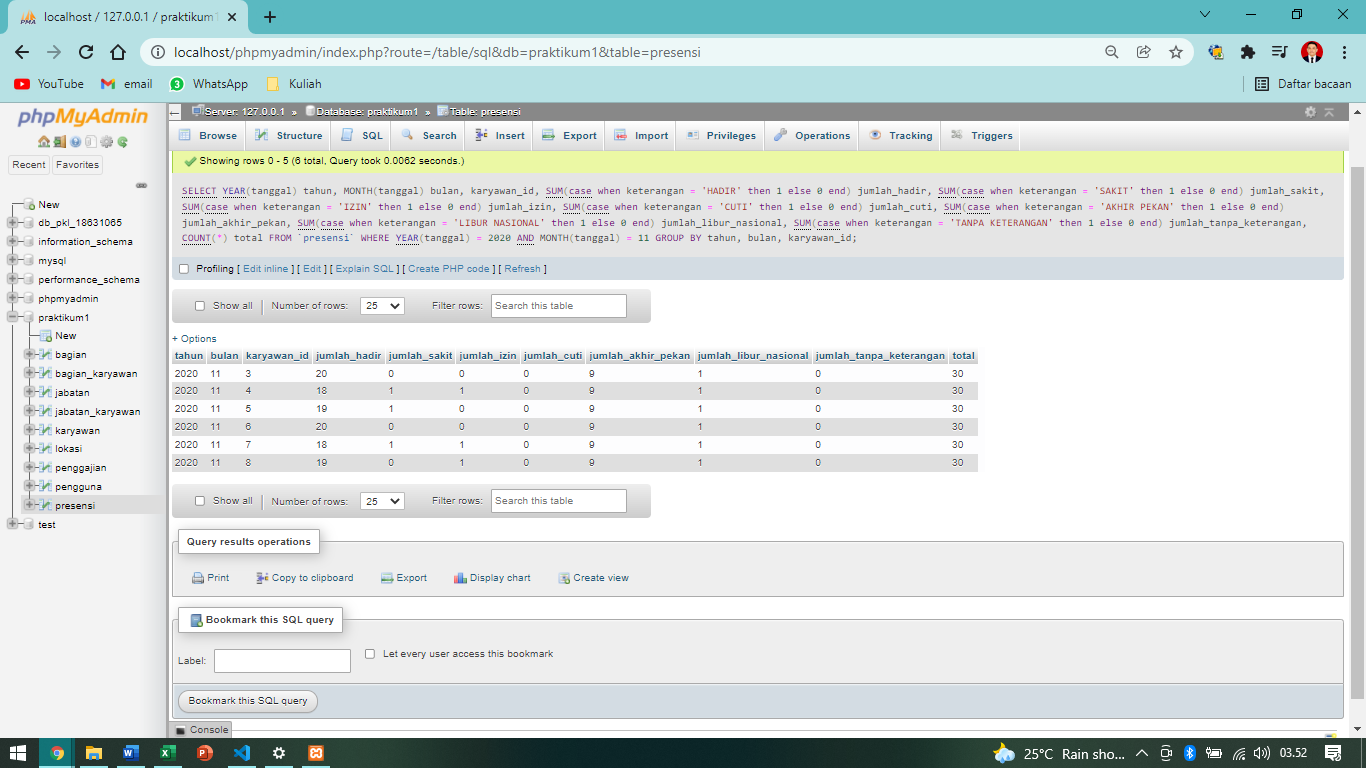 localhost / 127.0.0.1 / praktikum1
localhost/phpmyadmin/index.php?route=/table/sql&db=praktikum1&table=presensi
YouTube email 3 WhatsApp Kuliah Daftar bacaan
phpMyAdmin
Recent Favorites
New
db_pkl_18631065
information_schema
mysql
performance_schema
phpmyadmin
praktikum1
New
bagian
bagian_karyawan
jabatan
jabatan_karyawan
karyawan
lokasi
penggajian
pengguna
presensi
test
Server: 127.0.0.1 » Database: praktikum1 » Table: presensi
Browse Structure SQL Search Insert Export Import Privileges Operations Tracking Triggers
Showing rows 0 - 5 (6 total, Query took 0.0062 seconds.)
SELECT YEAR(tanggal) tahun, MONTH(tanggal) bulan, karyawan_id, SUM(case when keterangan = 'HADIR' then 1 else 0 end) jumlah_hadir, SUM(case when keterangan = 'SAKIT' then 1 else 0 end) jumlah_sakit,
SUM(case when keterangan = 'IZIN' then 1 else 0 end) jumlah_izin, SUM(case when keterangan = 'CUTI' then 1 else 0 end) jumlah_cuti, SUM(case when keterangan = 'AKHIR PEKAN' then 1 else 0 end)
jumlah_akhir_pekan, SUM(case when keterangan = 'LIBUR NASIONAL' then 1 else 0 end) jumlah_libur_nasional, SUM(case when keterangan = 'TANPA KETERANGAN' then 1 else 0 end) jumlah_tanpa_keterangan,
COUNT(*) total FROM `presensi` WHERE YEAR(tanggal) = 2020 AND MONTH(tanggal) = 11 GROUP BY tahun, bulan, karyawan_id;
Profiling [ Edit inline ] [ Edit ] [ Explain SQL ] [ Create PHP code ] [ Refresh ]
Show all Number of rows: 25 Filter rows: Search this table
+ Options
tahun bulan karyawan_id jumlah_hadir jumlah_sakit jumlah_izin jumlah_cuti jumlah_akhir_pekan jumlah_libur_nasional jumlah_tanpa_keterangan total
2020 11 3 20 0 0 0 9 1 0 30
2020 11 4 18 1 1 0 9 1 0 30
2020 11 5 19 1 0 0 9 1 0 30
2020 11 6 20 0 0 0 9 1 0 30
2020 11 7 18 1 1 0 9 1 0 30
2020 11 8 19 0 1 0 9 1 0 30
Show all Number of rows: 25 Filter rows: Search this table
Query results operations
Print Copy to clipboard Export Display chart Create view
Bookmark this SQL query
Label: Let every user access this bookmark
Bookmark this SQL query
Console
25°C Rain sho... 03.52